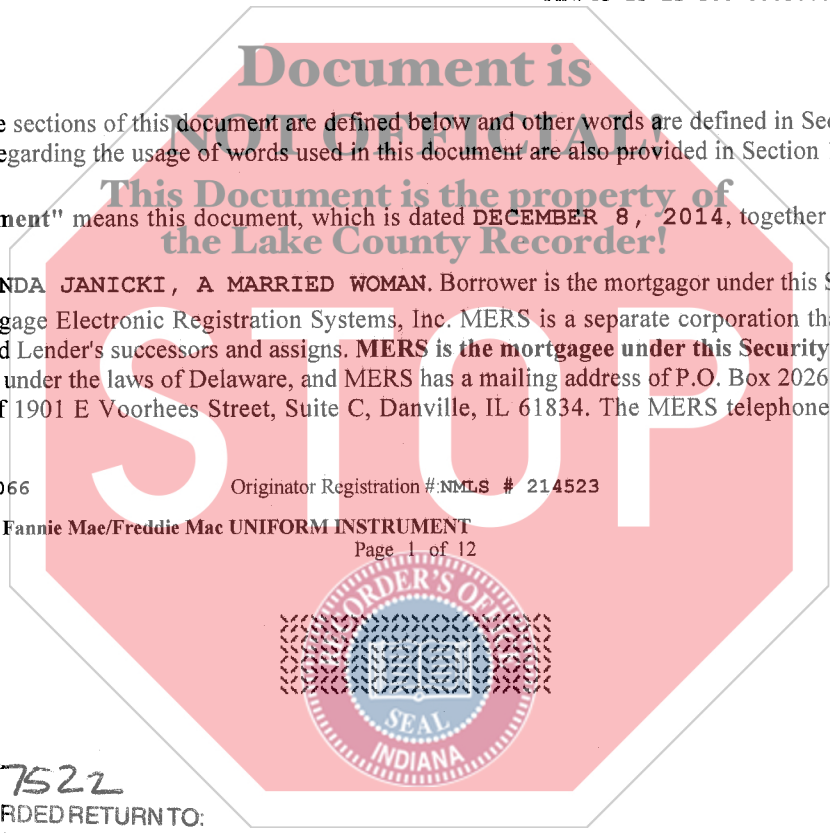 Document is
e sections of this document are defined below and other words are defined in Sec
NOT OFFICIAL!
egarding the usage of words used in this document are also provided in Section
This Document is the property of
ment" means this document, which is dated DECEMBER 8, 2014, together
the Lake County Recorder!
NDA JANICKI, A MARRIED WOMAN. Borrower is the mortgagor under this S
gage Electronic Registration Systems, Inc. MERS is a separate corporation tha
d Lender's successors and assigns. MERS is the mortgagee under this Security
under the laws of Delaware, and MERS has a mailing address of P.O. Box 2026
f 1901 E Voorhees Street, Suite C, Danville, IL 61834. The MERS telephone
STOP
066 Originator Registration #:NMLS # 214523
Fannie Mae/Freddie Mac UNIFORM INSTRUMENT
Page 1 of 12
RECORDER'S OFFICE
SEAL
INDIANA
7522
RDED RETURN TO: